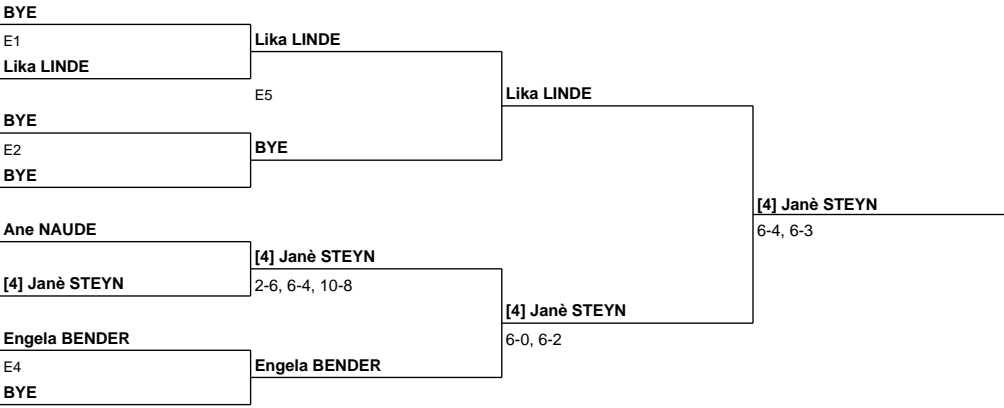 BYE
E1
Lika LINDE
Lika LINDE
E5
Lika LINDE
BYE
E2
BYE
BYE
[4] Janè STEYN
6-4, 6-3
Ane NAUDE
[4] Janè STEYN
[4] Janè STEYN
2-6, 6-4, 10-8
[4] Janè STEYN
6-0, 6-2
Engela BENDER
E4
Engela BENDER
BYE